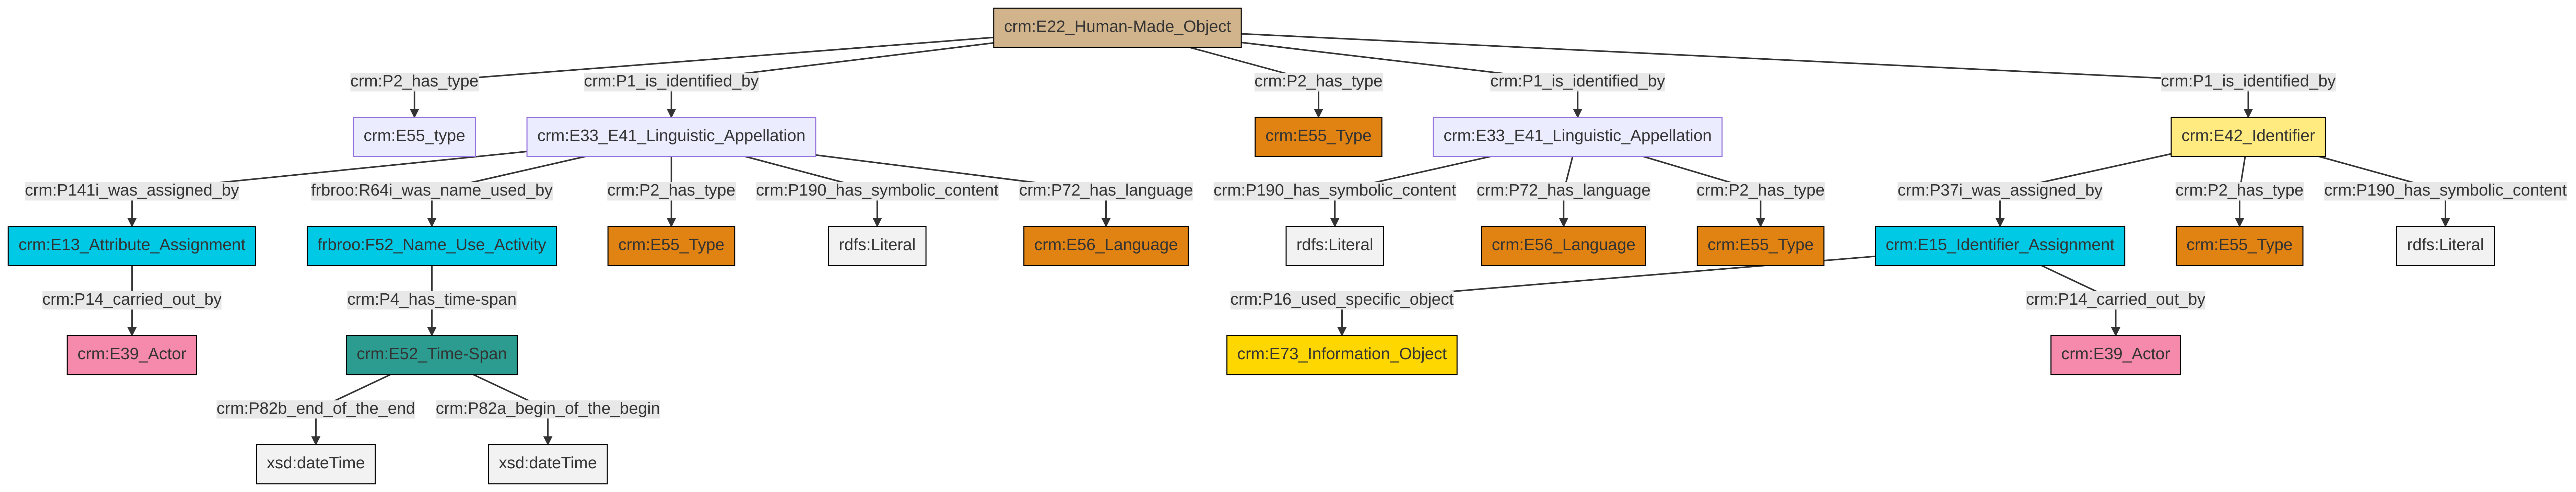 crm:E22_Human-Made_Object
crm:P2_has_type
crm:P1_is_identified_by
crm:P2_has_type
crm:P1_is_identified_by
crm:P1_is_identified_by
crm:E55_type
crm:E33_E41_Linguistic_Appellation
crm:E55_Type
crm:E33_E41_Linguistic_Appellation
crm:E42_Identifier
crm:P141i_was_assigned_by
frbroo:R64i_was_name_used_by
crm:P2_has_type
crm:P190_has_symbolic_content
crm:P72_has_language
crm:P190_has_symbolic_content
crm:P72_has_language
crm:P2_has_type
crm:P37i_was_assigned_by
crm:P2_has_type
crm:P190_has_symbolic_content
crm:E13_Attribute_Assignment
frbroo:F52_Name_Use_Activity
crm:E55_Type
rdfs:Literal
crm:E56_Language
rdfs:Literal
crm:E56_Language
crm:E55_Type
crm:E15_Identifier_Assignment
crm:E55_Type
rdfs:Literal
crm:P14_carried_out_by
crm:P4_has_time-span
crm:P16_used_specific_object
crm:P14_carried_out_by
crm:E39_Actor
crm:E52_Time-Span
crm:E73_Information_Object
crm:E39_Actor
crm:P82b_end_of_the_end
crm:P82a_begin_of_the_begin
xsd:dateTime
xsd:dateTime